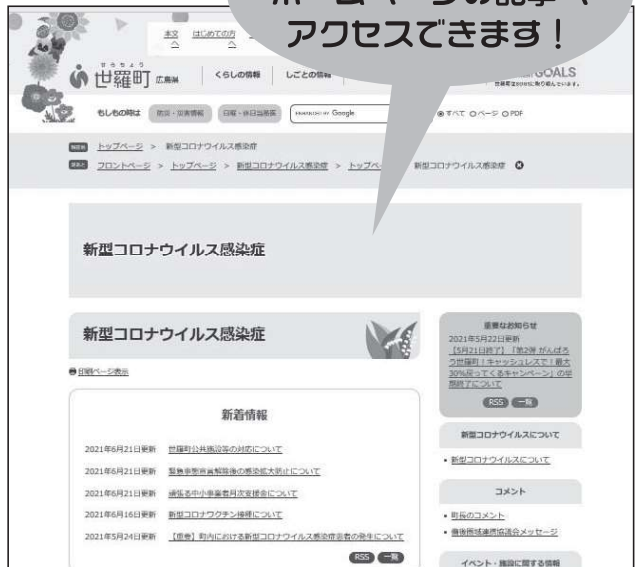 ホームページの記事へ
アクセスできます！
本文へ
はじめての方へ
せらちょう
世羅町 広島県
くらしの情報
しごとの情報
GOALS
もしもの時は
防災・災害情報
日曜・休日当番医
ENHANCED BY Google
すべて ページ PDF
トップページ > 新型コロナウイルス感染症
フロントページ > トップページ > 新型コロナウイルス感染症 > トップペ 新型コロナウイルス感染症
新型コロナウイルス感染症
新型コロナウイルス感染症
印刷ページ表示
新着情報
2021年6月21日更新 世羅町公共施設等の対応について
2021年6月21日更新 緊急事態宣言解除後の感染拡大防止について
2021年6月21日更新 頑張る中小事業者月次支援金について
2021年6月16日更新 新型コロナワクチン接種について
2021年5月24日更新 【重要】町内における新型コロナウイルス感染症患者の発生について
RSS 一覧
重要なお知らせ
2021年5月22日更新
【5月21日終了】「第2弾 がんばろ
う世羅町！キャッシュレスで！最大
30%戻ってくるキャンペーン」の早
期終了について
RSS 一覧
新型コロナウイルスについて
・新型コロナウイルスについて
コメント
・町長のコメント
・備後圏域連携協議会メッセージ
イベント・施設に関する情報